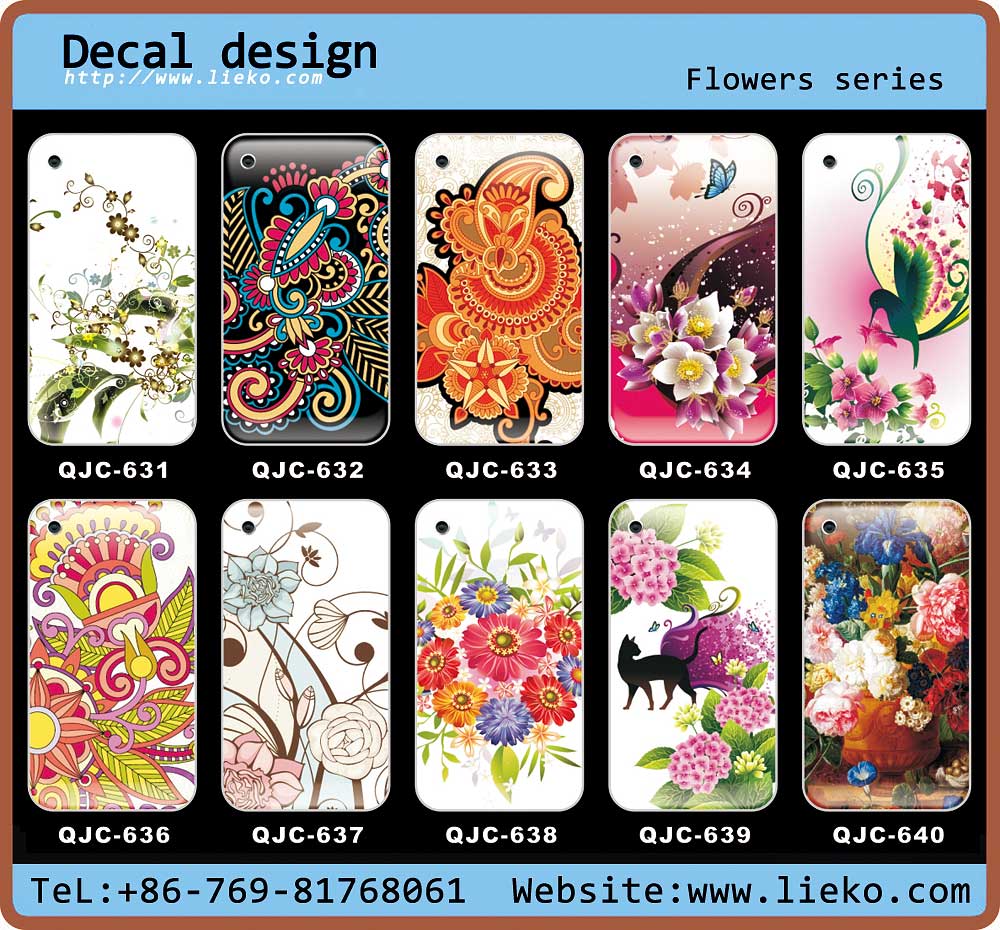 Decal design
http://www.lieko.com
Flowers series
QJC-631 QJC-632 QJC-633 QJC-634 QJC-635
QJC-636 QJC-637 QJC-638 QJC-639 QJC-640
TeL:+86-769-81768061 Website:www.lieko.com